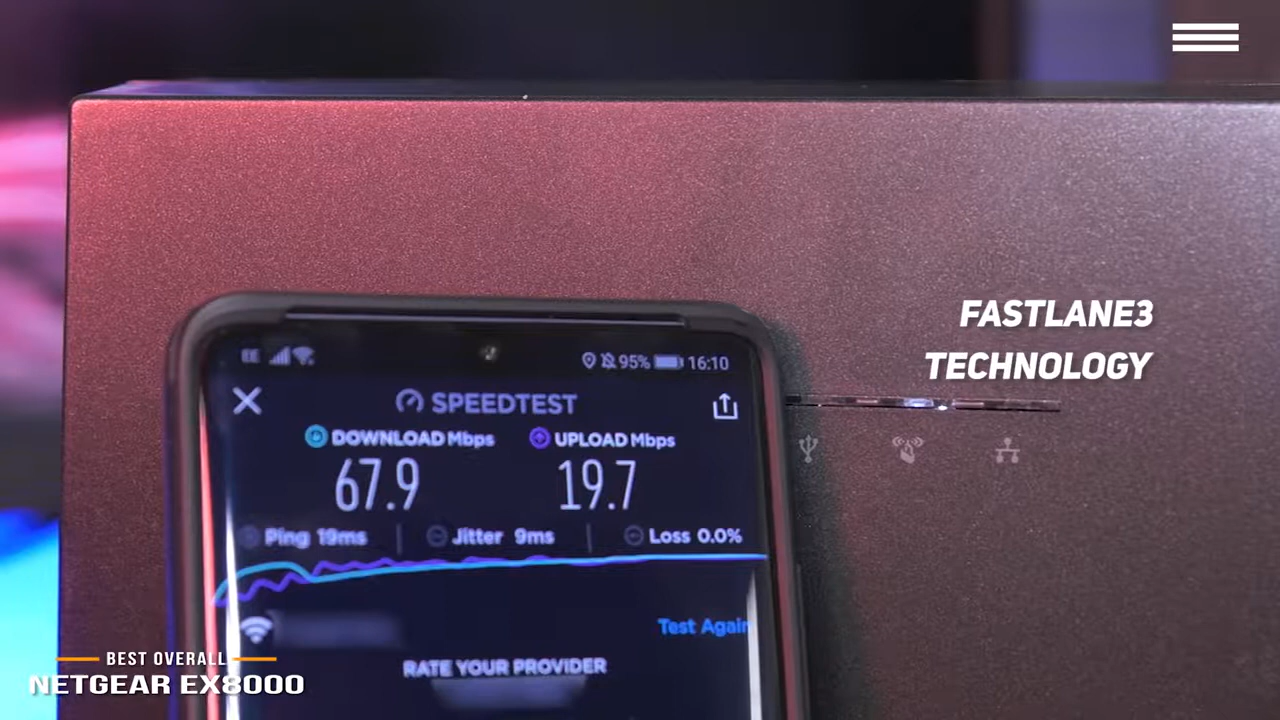 FASTLANE3
TECHNOLOGY
EE 95% 16:10
SPEEDTEST
DOWNLOAD Mbps UPLOAD Mbps
67.9 19.7
Ping 19ms Jitter 9ms Loss 0.0%
Test Again
RATE YOUR PROVIDER
BEST OVERALL
NETGEAR EX8000